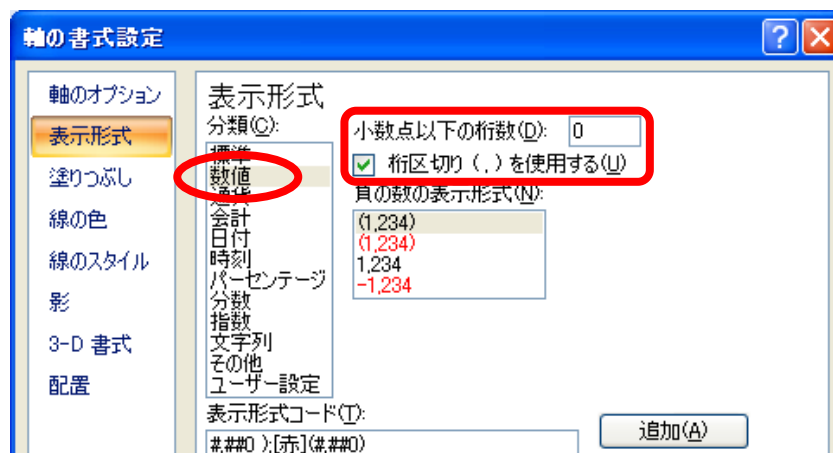 軸の書式設定
軸のオプション
表示形式
塗りつぶし
線の色
線のスタイル
影
3-D 書式
配置
表示形式
分類(C):
標準
数値
通貨
会計
日付
時刻
パーセンテージ
分数
指数
文字列
その他
ユーザー設定
小数点以下の桁数(D): 0
桁区切り (,) を使用する(U)
負の数の表示形式(N):
(1,234)
(1,234)
1,234
-1,234
表示形式コード(T):
#,##0 );[赤](#,##0)
追加(A)